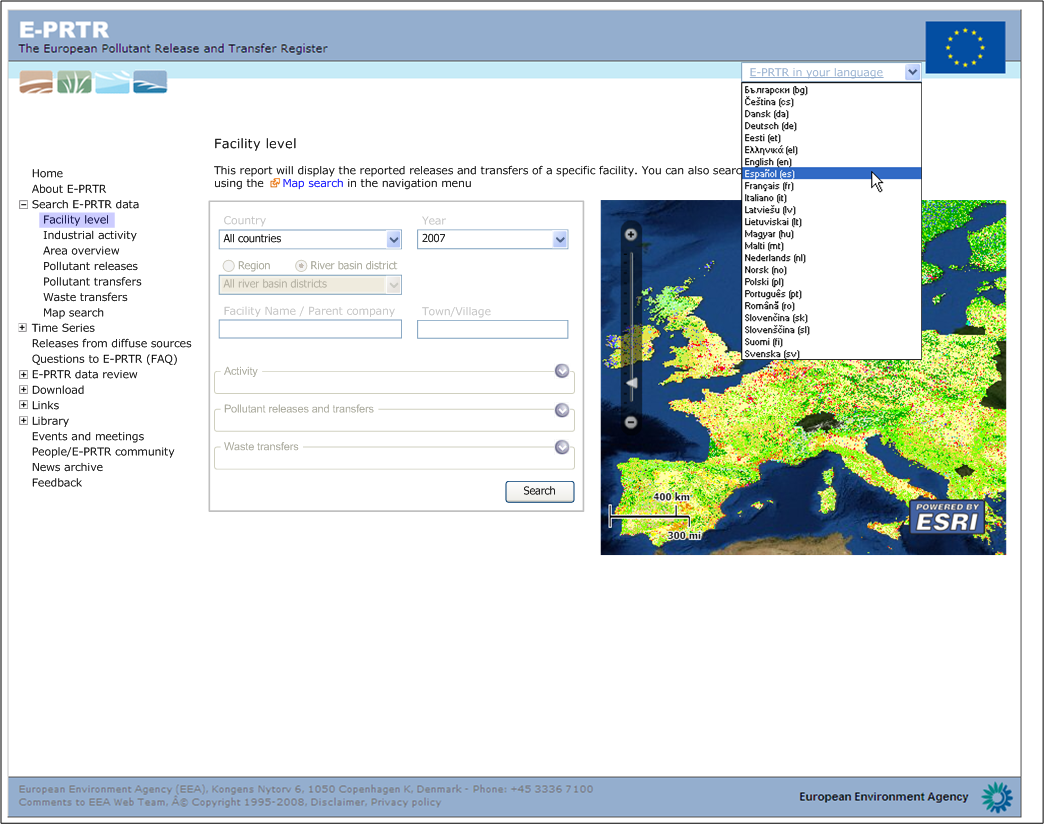 E-PRTR
The European Pollutant Release and Transfer Register
E-PRTR in your language
Български (bg)
Čeština (cs)
Dansk (da)
Deutsch (de)
Eesti (et)
Ελληνικά (el)
English (en)
Español (es)
Français (fr)
Italiano (it)
Latviešu (lv)
Lietuviskai (lt)
Magyar (hu)
Malti (mt)
Nederlands (nl)
Norsk (no)
Polski (pl)
Português (pt)
Română (ro)
Slovenčina (sk)
Slovenščina (sl)
Suomi (fi)
Svenska (sv)
Home
About E-PRTR
Search E-PRTR data
Facility level
Industrial activity
Area overview
Pollutant releases
Pollutant transfers
Waste transfers
Map search
Time Series
Releases from diffuse sources
Questions to E-PRTR (FAQ)
E-PRTR data review
Download
Links
Library
Events and meetings
People/E-PRTR community
News archive
Feedback
Facility level
This report will display the reported releases and transfers of a specific facility. You can also searc
using the Map search in the navigation menu
Country Year
All countries 2007
Region River basin district
All river basin districts
Facility Name / Parent company Town/Village
Activity
Pollutant releases and transfers
Waste transfers
Search
400 km
300 mi
POWERED BY
ESRI
European Environment Agency (EEA), Kongens Nytorv 6, 1050 Copenhagen K, Denmark - Phone: +45 3336 7100
Comments to EEA Web Team, Â© Copyright 1995-2008. Disclaimer. Privacy policy
European Environment Agency